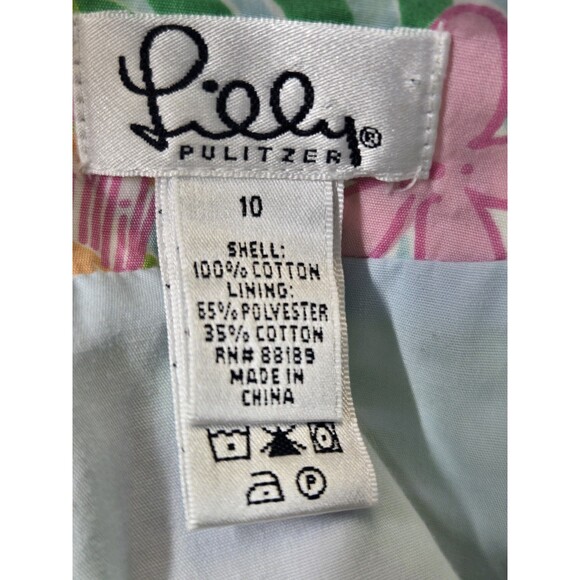 Lilly®
PULITZER
10
SHELL:
100% COTTON
LINING:
65% POLYESTER
35% COTTON
RN# 88189
MADE IN
CHINA
P